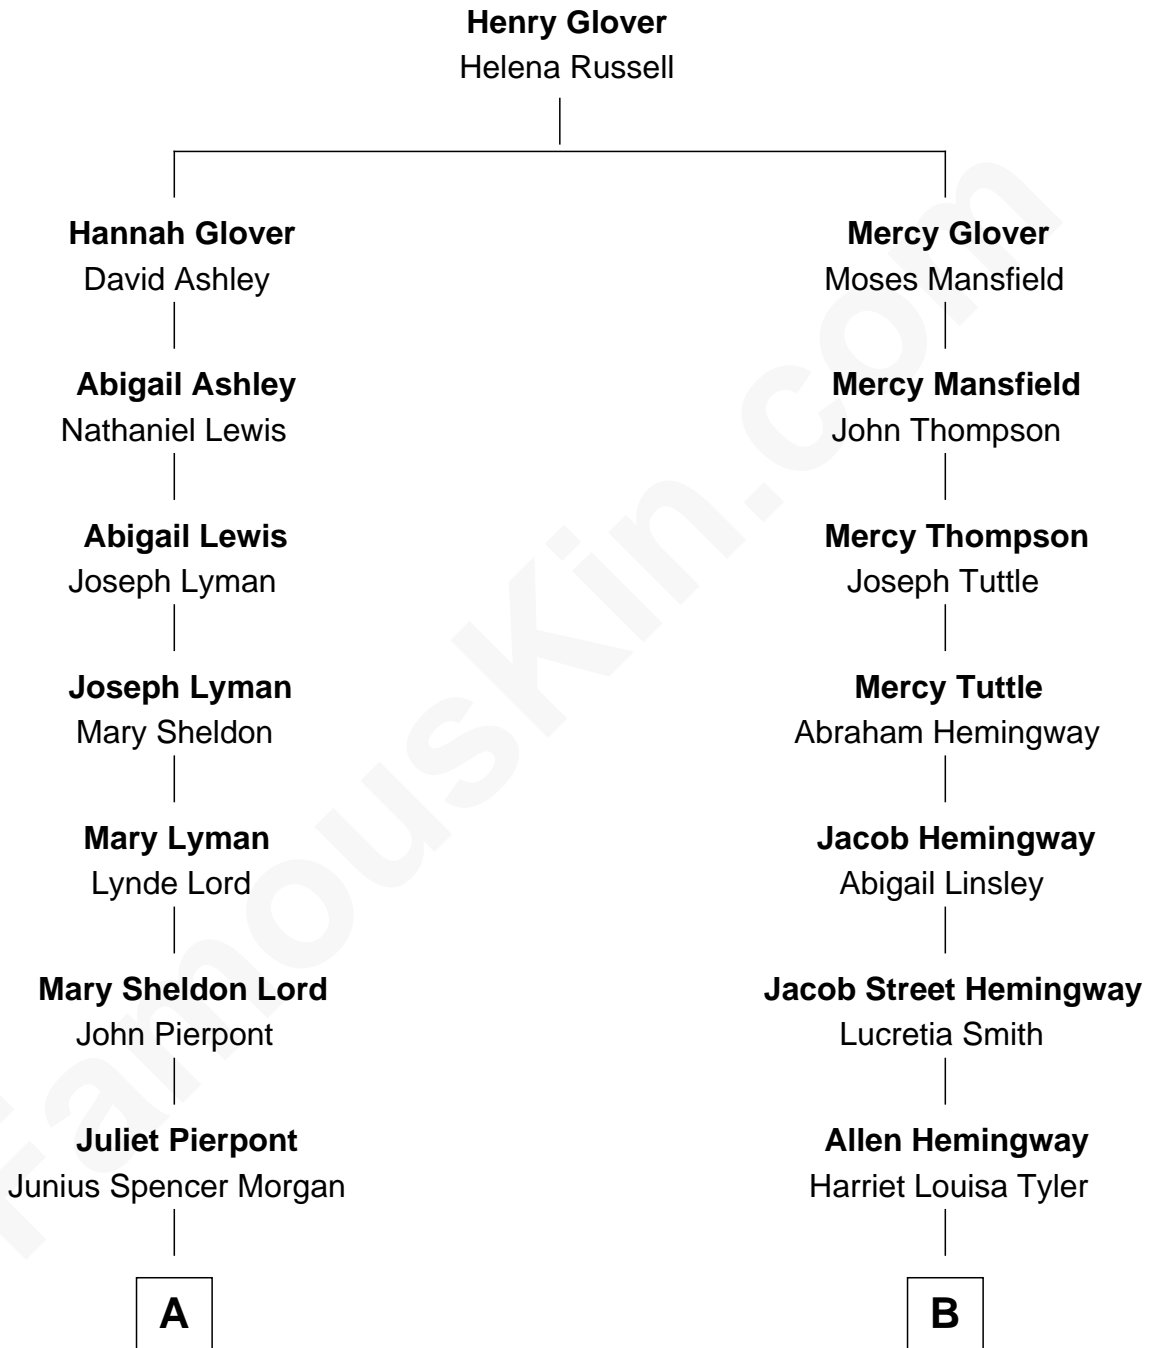 Henry Glover
Helena Russell
Hannah Glover
David Ashley
Abigail Ashley
Nathaniel Lewis
Abigail Lewis
Joseph Lyman
Joseph Lyman
Mary Sheldon
Mary Lyman
Lynde Lord
Mary Sheldon Lord
John Pierpont
Juliet Pierpont
Junius Spencer Morgan
A
Mercy Glover
Moses Mansfield
Mercy Mansfield
John Thompson
Mercy Thompson
Joseph Tuttle
Mercy Tuttle
Abraham Hemingway
Jacob Hemingway
Abigail Linsley
Jacob Street Hemingway
Lucretia Smith
Allen Hemingway
Harriet Louisa Tyler
B
FamousKin.com